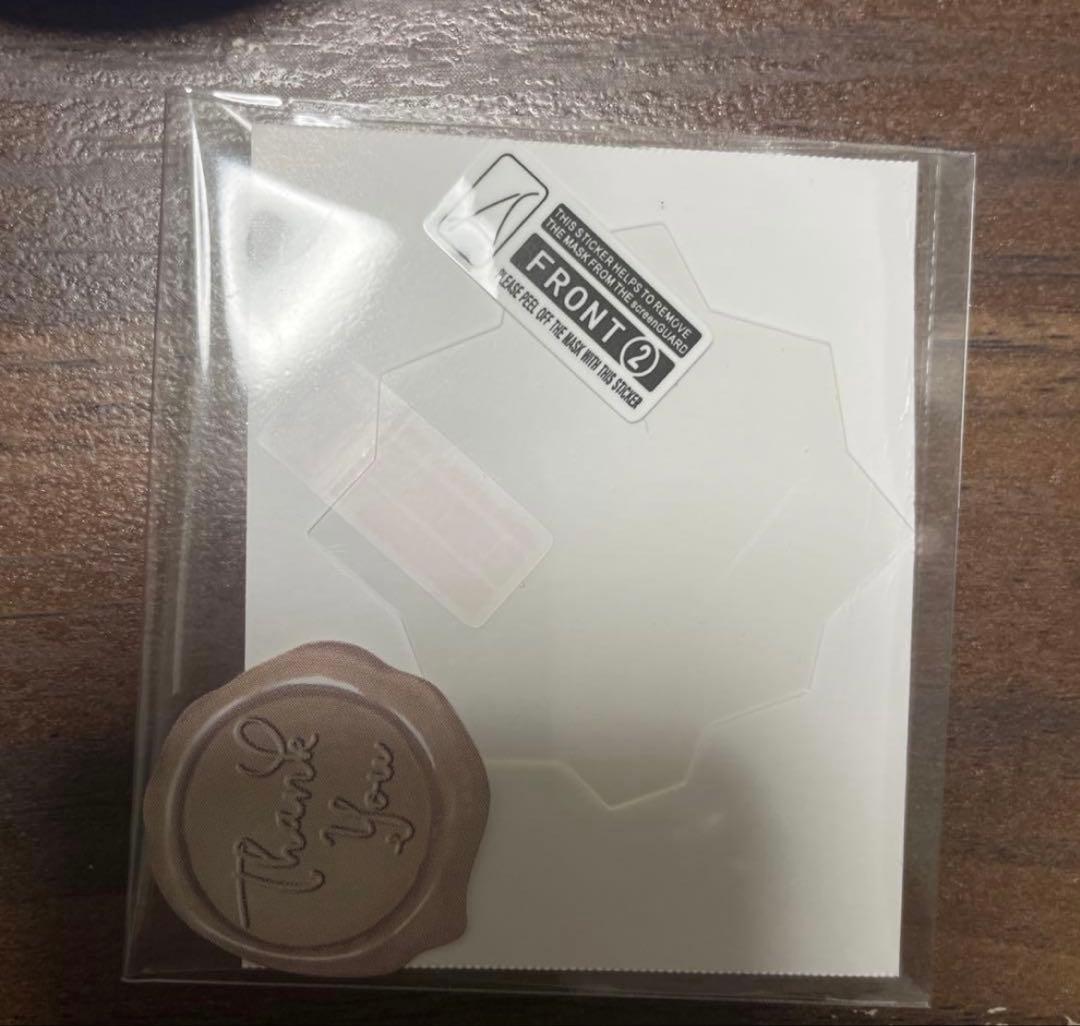 THIS STICKER HELPS TO REMOVE
THE MASK FROM THE screenGUARD
FRONT 2
PLEASE PEEL OFF THE MASK WITH THIS STICKER
Thank
You